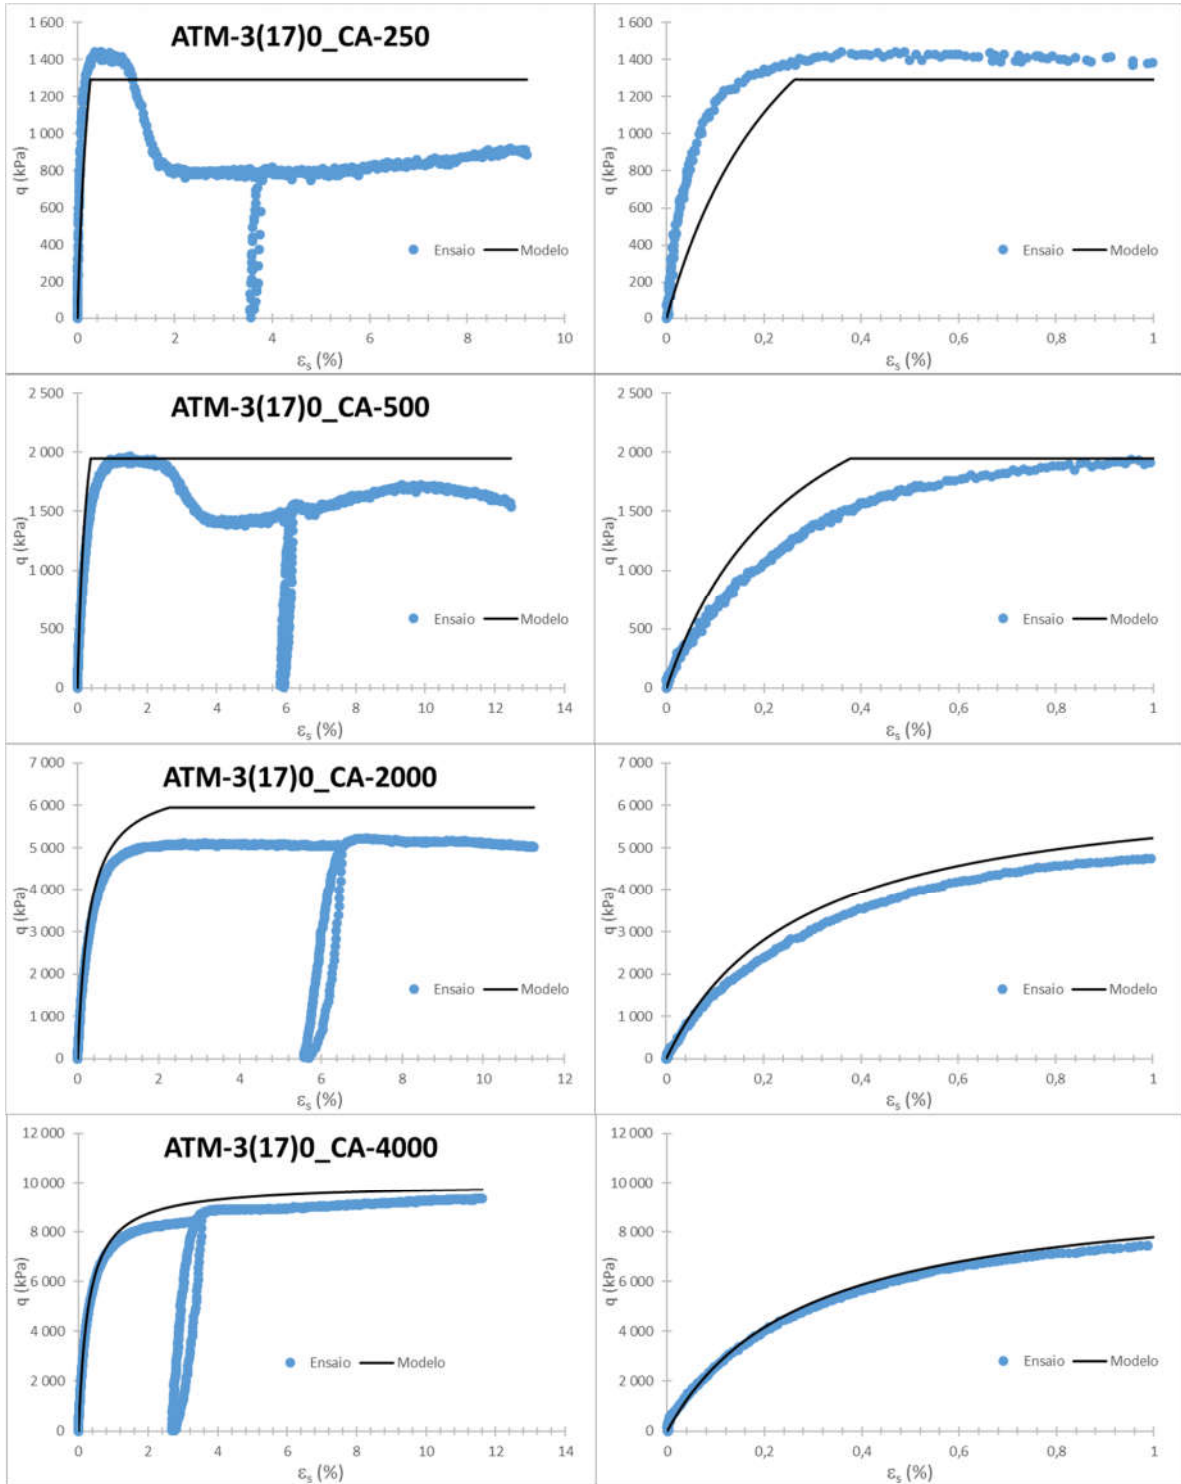 ATM-3(17)0_CA-250
q (kPa)
1 600
1 400
1 200
1 000
800
600
400
200
0
Ensaio
Modelo
0 2 4 6 8 10
εs (%)
q (kPa)
1 600
1 400
1 200
1 000
800
600
400
200
0
Ensaio
Modelo
0 0,2 0,4 0,6 0,8 1
εs (%)
ATM-3(17)0_CA-500
q (kPa)
2 500
2 000
1 500
1 000
500
0
Ensaio
Modelo
0 2 4 6 8 10 12 14
εs (%)
q (kPa)
2 500
2 000
1 500
1 000
500
0
Ensaio
Modelo
0 0,2 0,4 0,6 0,8 1
εs (%)
ATM-3(17)0_CA-2000
q (kPa)
7 000
6 000
5 000
4 000
3 000
2 000
1 000
0
Ensaio
Modelo
0 2 4 6 8 10 12
εs (%)
q (kPa)
7 000
6 000
5 000
4 000
3 000
2 000
1 000
0
Ensaio
Modelo
0 0,2 0,4 0,6 0,8 1
εs (%)
ATM-3(17)0_CA-4000
q (kPa)
12 000
10 000
8 000
6 000
4 000
2 000
0
Ensaio
Modelo
0 2 4 6 8 10 12 14
εs (%)
q (kPa)
12 000
10 000
8 000
6 000
4 000
2 000
0
Ensaio
Modelo
0 0,2 0,4 0,6 0,8 1
εs (%)